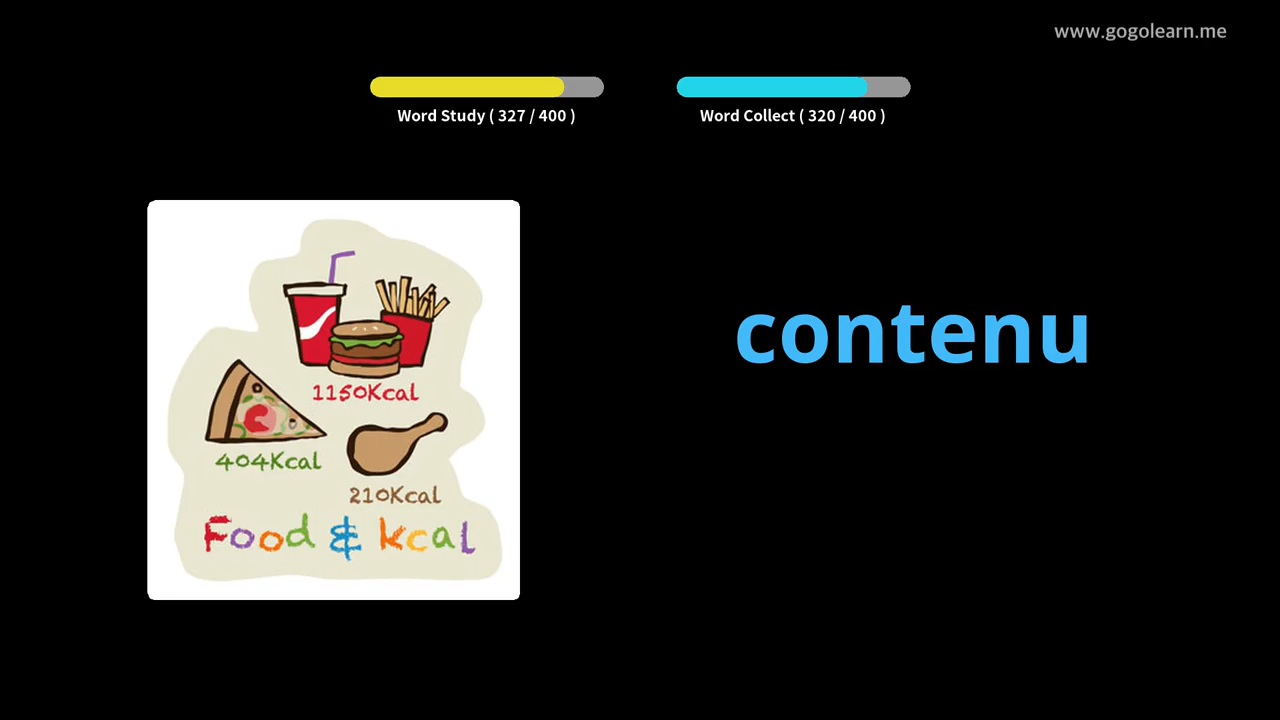 www.gogolearn.me
Word Study ( 327 / 400 )
Word Collect ( 320 / 400 )
contenu
1150Kcal
404Kcal
210Kcal
Food & kcal